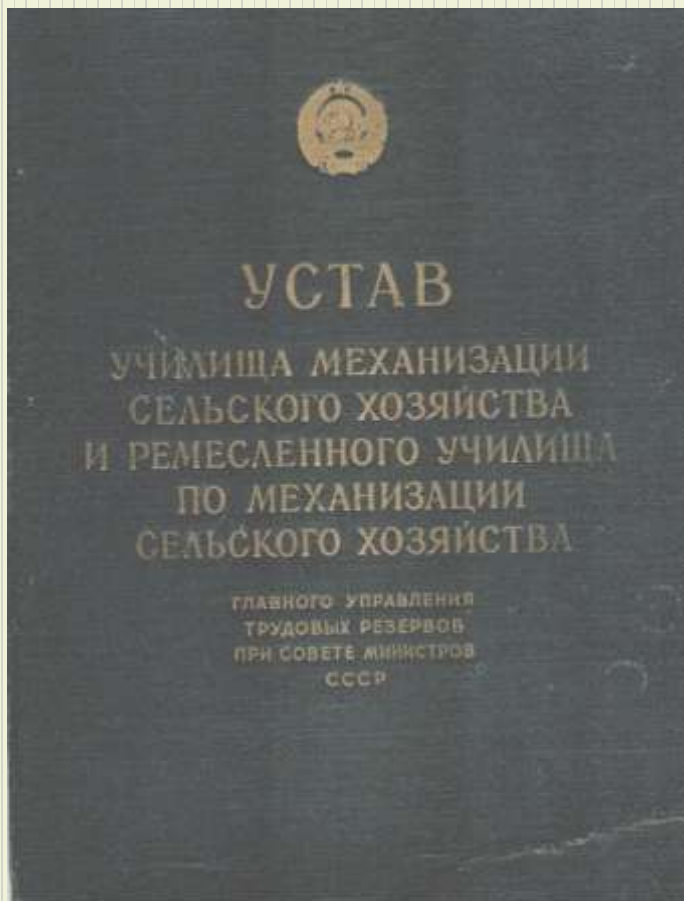 УСТАВ
УЧИЛИЩА МЕХАНИЗАЦИИ
СЕЛЬСКОГО ХОЗЯЙСТВА
И РЕМЕСЛЕННОГО УЧИЛИЩА
ПО МЕХАНИЗАЦИИ
СЕЛЬСКОГО ХОЗЯЙСТВА
ГЛАВНОГО УПРАВЛЕНИЯ
ТРУДОВЫХ РЕЗЕРВОВ
ПРИ СОВЕТЕ МИНИСТРОВ
СССР